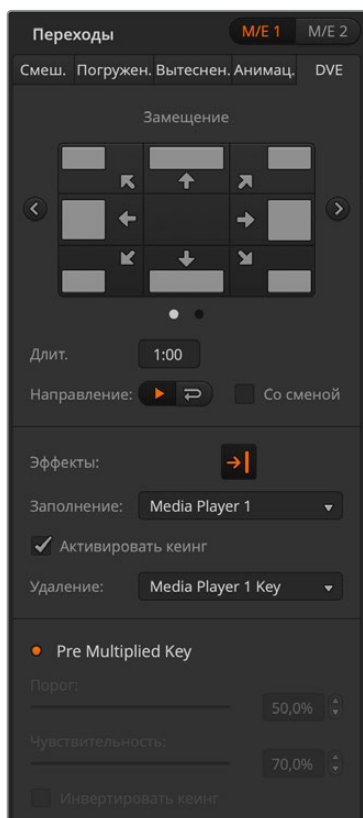 Переходы M/E 1 M/E 2
Смеш. Погружен. Вытеснен. Анимац. DVE
Замещение
Длит. 1:00
Направление: Со сменой
Эффекты:
Заполнение: Media Player 1
Активировать кеинг
Удаление: Media Player 1 Key
Pre Multiplied Key
Порог:
50,0%
Чувствительность:
70,0%
Инвертировать кеинг